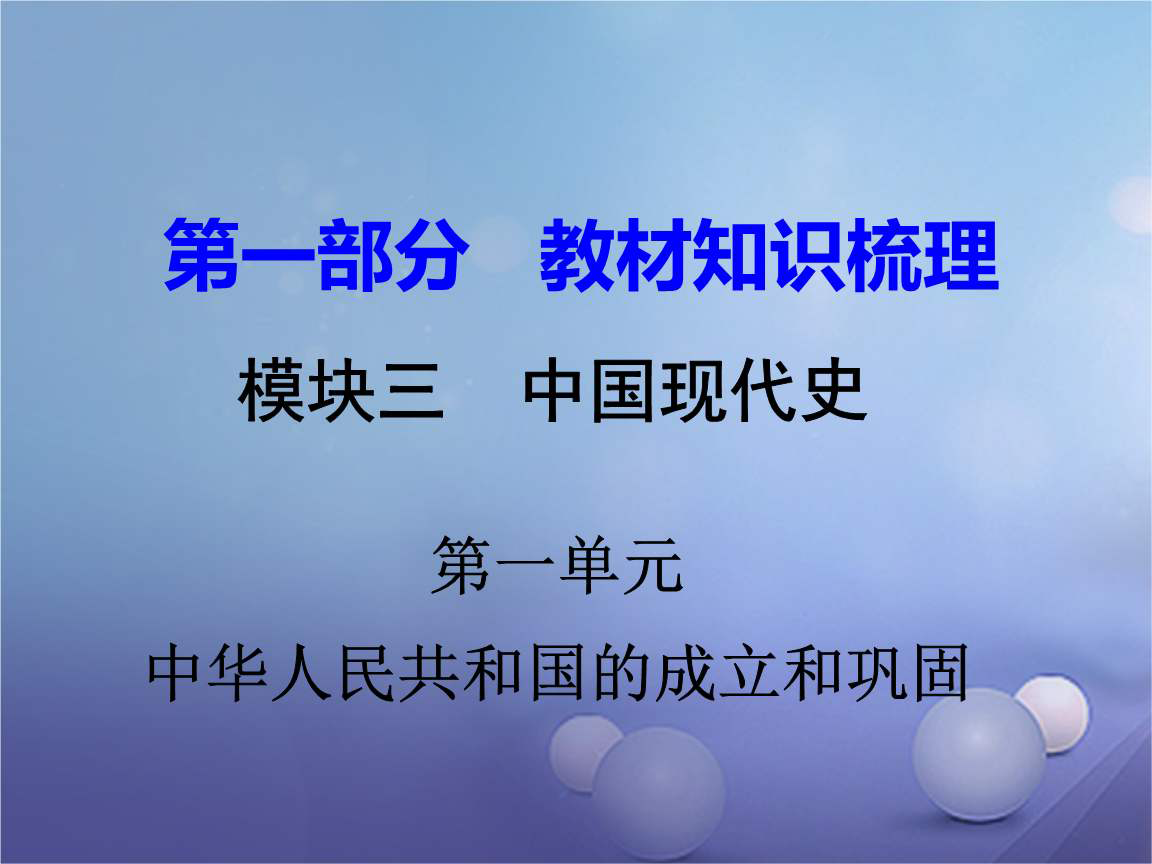 第一部分　教材知识梳理
模块三　中国现代史
第一单元
中华人民共和国的成立和巩固